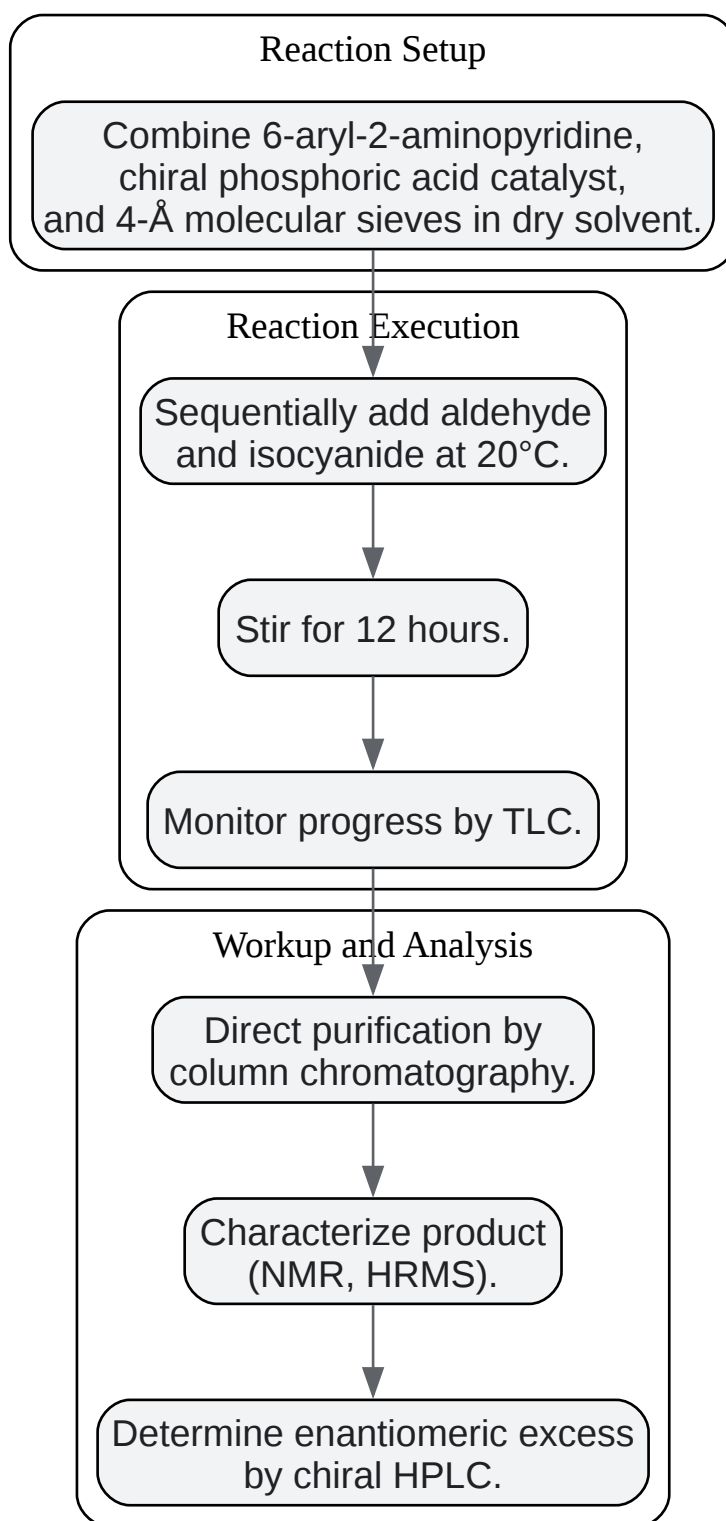 Reaction Setup
Combine 6-aryl-2-aminopyridine,
chiral phosphoric acid catalyst,
and 4-Å molecular sieves in dry solvent.
Reaction Execution
Sequentially add aldehyde
and isocyanide at 20°C.
Stir for 12 hours.
Monitor progress by TLC.
Workup and Analysis
Direct purification by
column chromatography.
Characterize product
(NMR, HRMS).
Determine enantiomeric excess
by chiral HPLC.